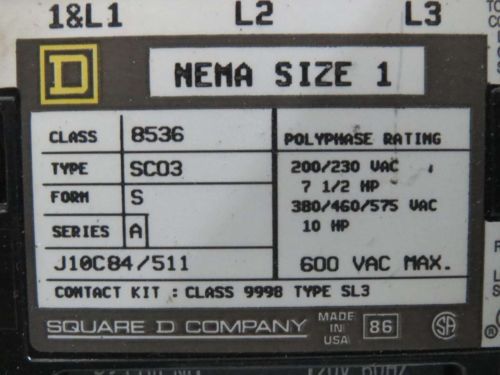 1&L1 L2 L3
D NEMA SIZE 1
CLASS 8536
TYPE SCO3
FORM S
SERIES A
J10C84/511
POLYPHASE RATING
200/230 VAC
7 1/2 HP
380/460/575 VAC
10 HP
600 VAC MAX.
CONTACT KIT : CLASS 9998 TYPE SL3
SQUARE D COMPANY MADE IN USA 86 SA